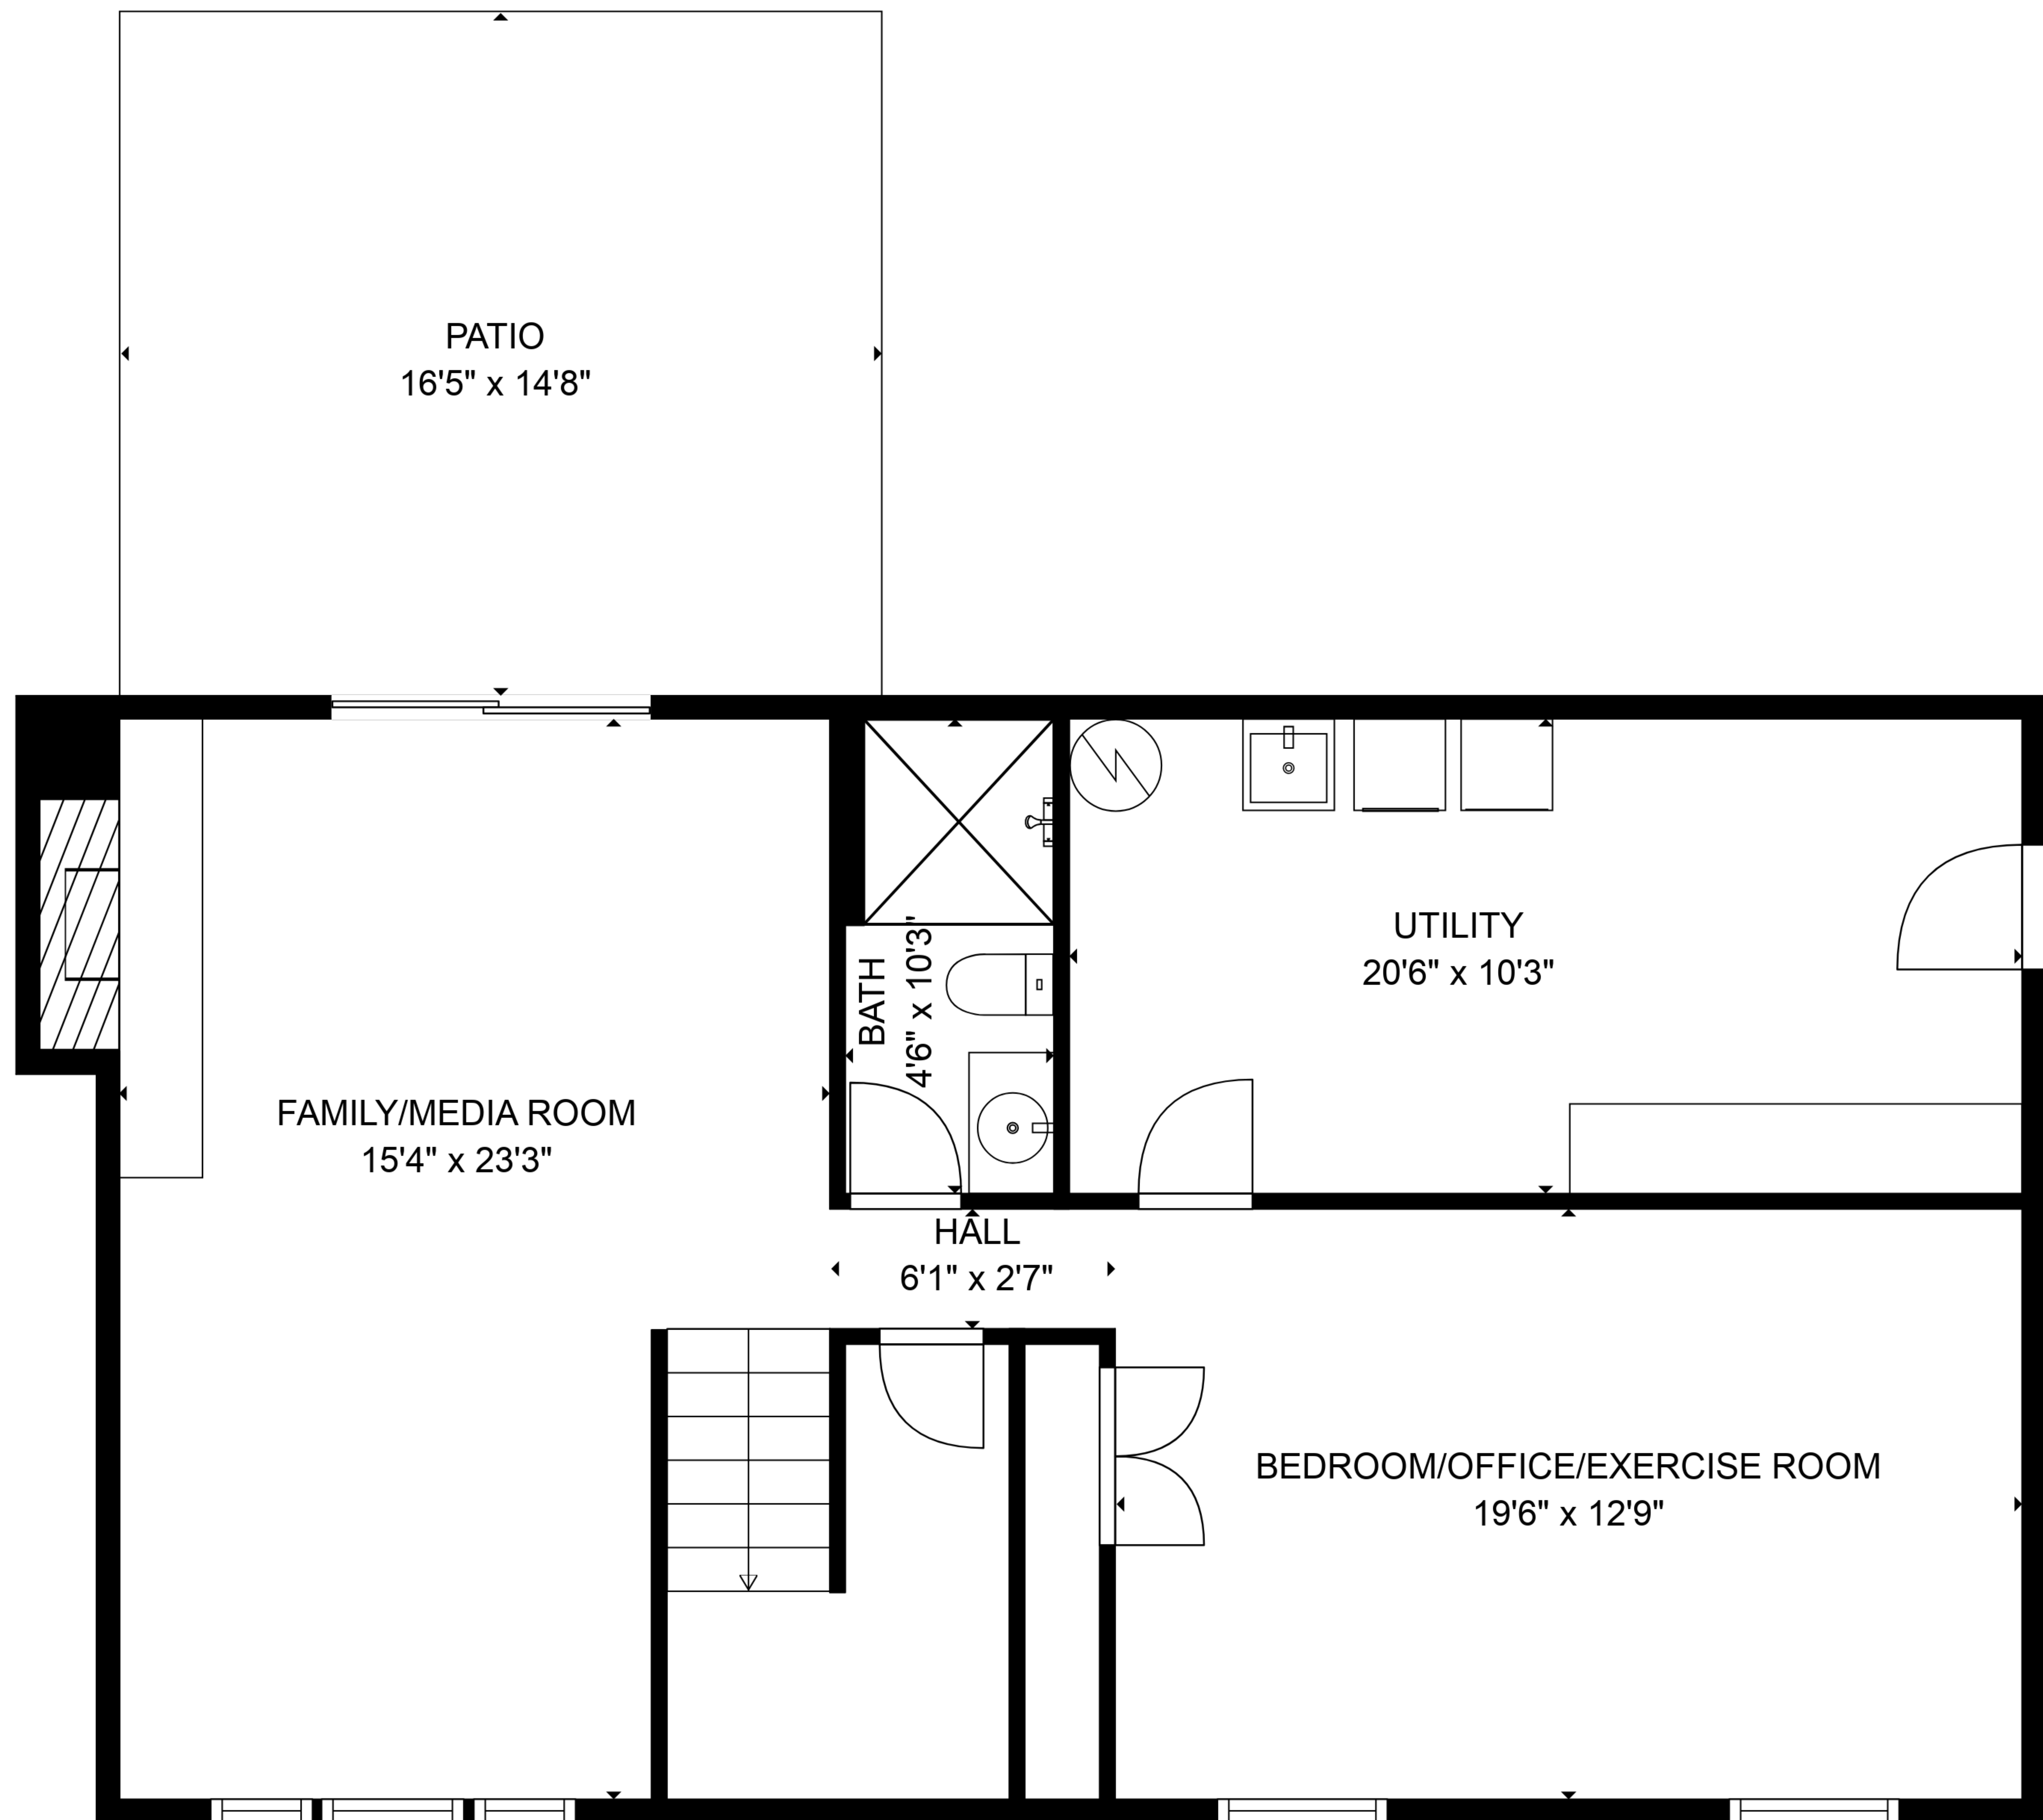 PATIO
16'5" x 14'8"
UTILITY
20'6" x 10'3"
BATH
4'6" x 10'3"
FAMILY/MEDIA ROOM
15'4" x 23'3"
HALL
6'1" x 2'7"
BEDROOM/OFFICE/EXERCISE ROOM
19'6" x 12'9"